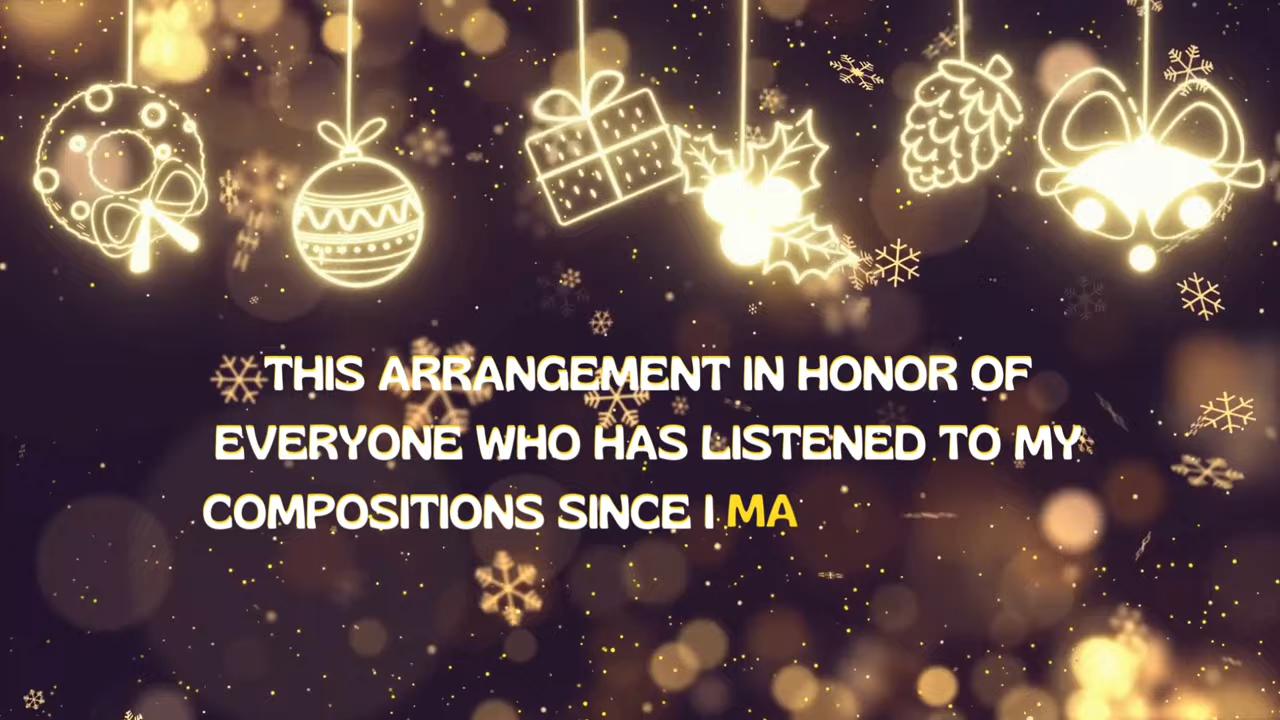 THIS ARRANGEMENT IN HONOR OF
EVERYONE WHO HAS LISTENED TO MY
COMPOSITIONS SINCE I MA